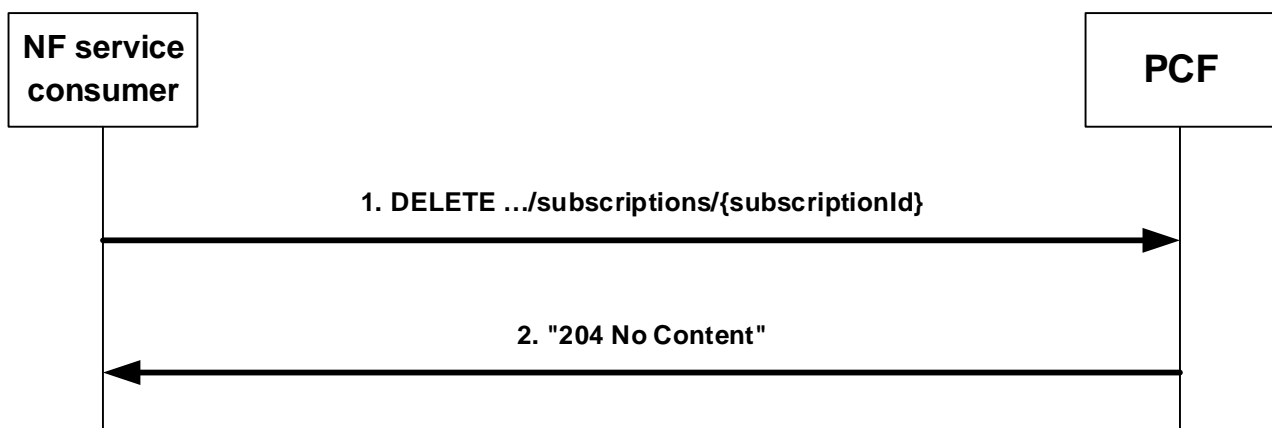 NF service
consumer
PCF
1. DELETE …/subscriptions/{subscriptionId}
2. "204 No Content"